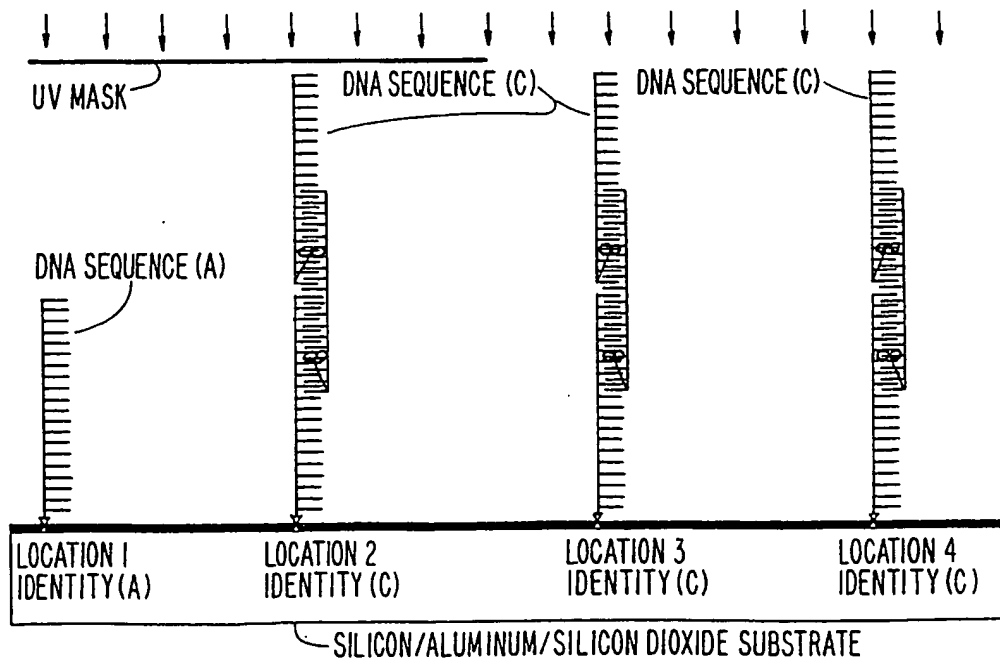 UV MASK
DNA SEQUENCE (C)
DNA SEQUENCE (C)
DNA SEQUENCE (A)
LOCATION 1
IDENTITY (A)
LOCATION 2
IDENTITY (C)
LOCATION 3
IDENTITY (C)
LOCATION 4
IDENTITY (C)
SILICON/ALUMINUM/SILICON DIOXIDE SUBSTRATE